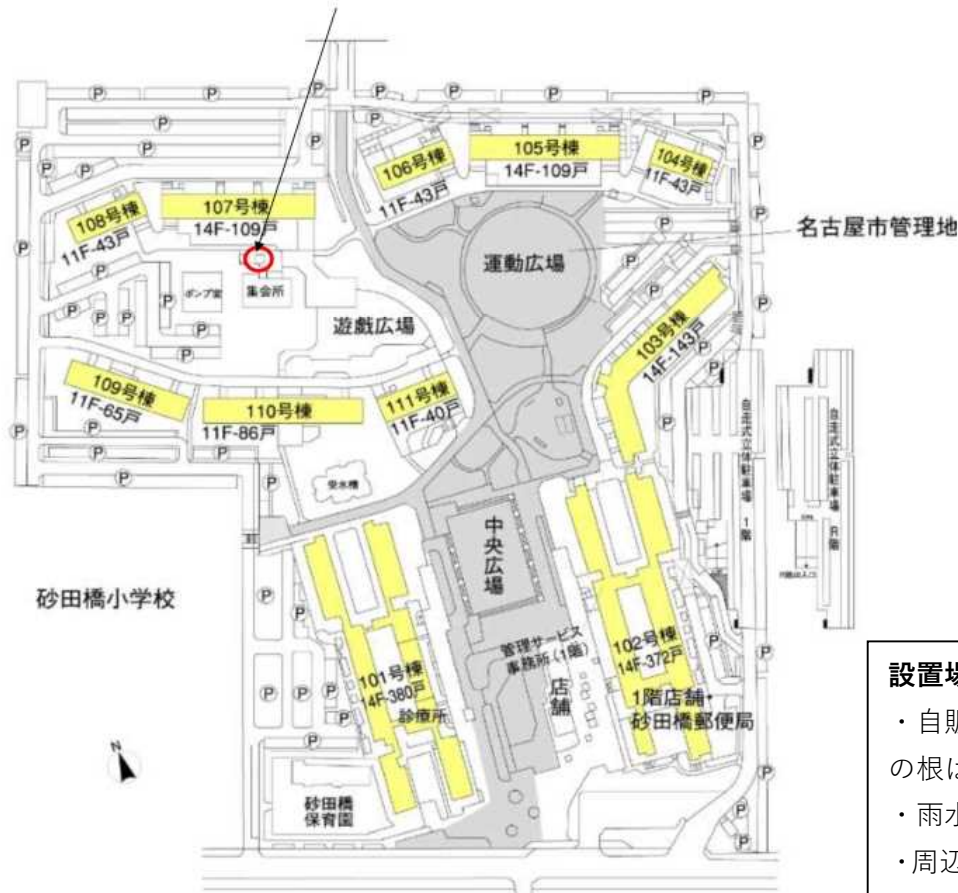 P
P
P
P
P
P
P
106号棟
11F-43戸
105号棟
14F-109戸
104号棟
11F-43戸
108号棟
11F-43戸
107号棟
14F-109戸
名古屋市管理地
運動広場
ポンプ室
集会所
遊戯広場
103号棟
14F-143戸
109号棟
11F-65戸
110号棟
11F-86戸
111号棟
11F-40戸
受水槽
自走式立体駐車場 1階
自走式立体駐車場 R階
中央広場
砂田橋小学校
管理サービス
事務所(1階)
店舗
101号棟
14F-380戸
診療所
102号棟
14F-372戸
1階店舗・
砂田橋郵便局
N
砂田橋
保育園
設置場
・自販
の根は
・雨水
・周辺